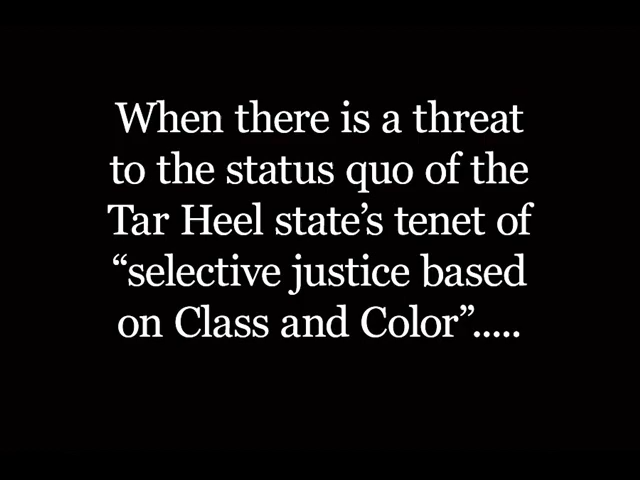 When there is a threat
to the status quo of the
Tar Heel state’s tenet of
“selective justice based
on Class and Color”.....